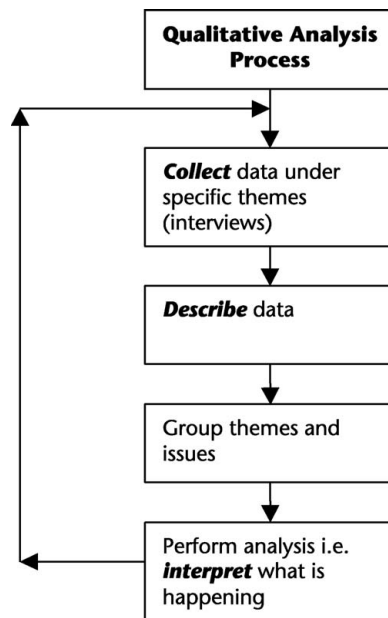 Qualitative Analysis
Process
Collect data under
specific themes
(interviews)
Describe data
Group themes and
issues
Perform analysis i.e.
interpret what is
happening